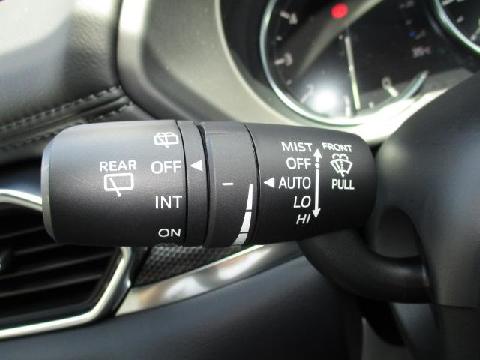 REAR
OFF
INT
ON
MIST
OFF
AUTO
LO
HI
FRONT
PULL